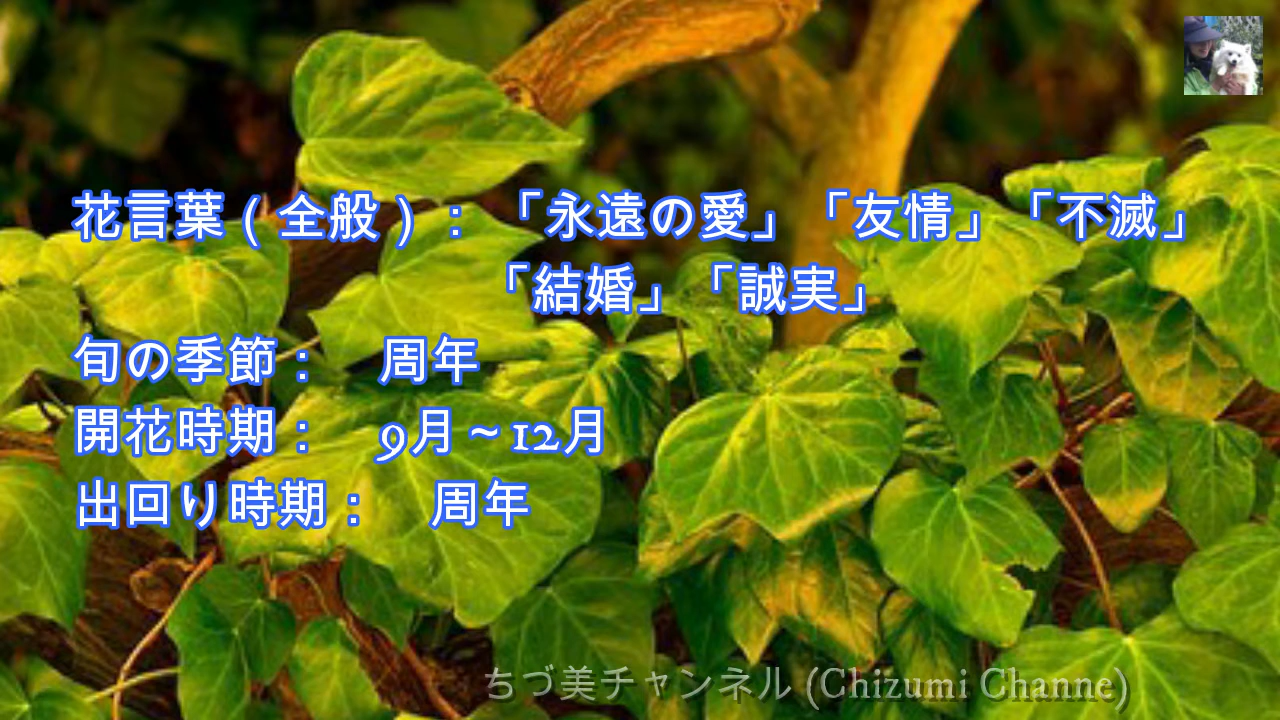 花言葉（全般）： 「永遠の愛」「友情」「不滅」
「結婚」「誠実」
旬の季節： 周年
開花時期： 9月～12月
出回り時期： 周年
ちづ美チャンネル (Chizumi Channe)